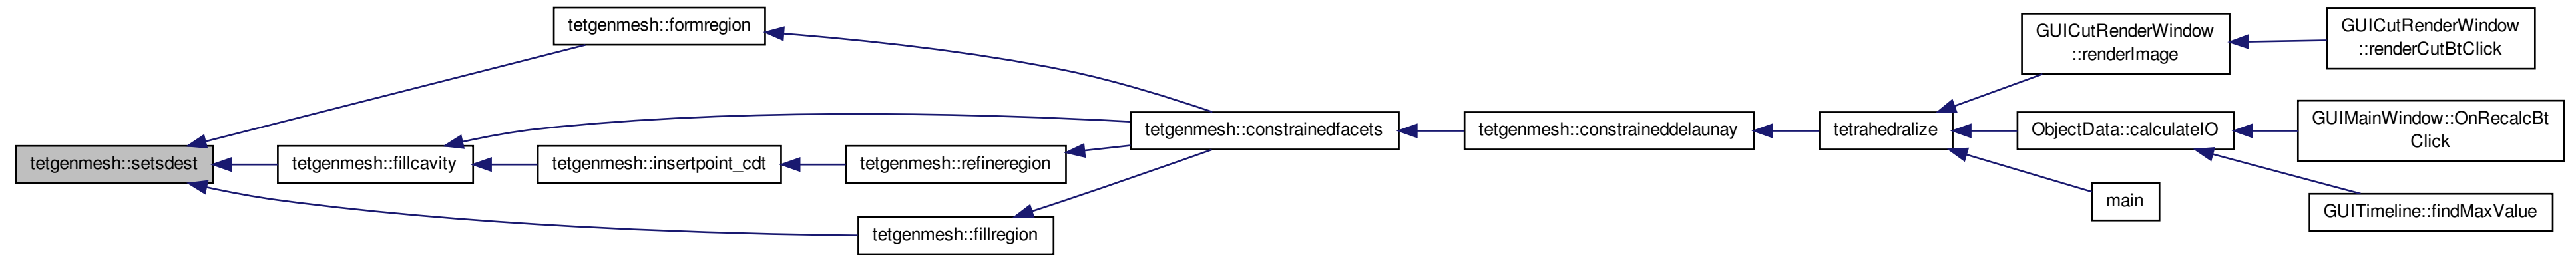 tetgenmesh::setsdest
tetgenmesh::formregion
tetgenmesh::fillcavity
tetgenmesh::insertpoint_cdt
tetgenmesh::refineregion
tetgenmesh::fillregion
tetgenmesh::constrainedfacets
tetgenmesh::constraineddelaunay
tetrahedralize
GUICutRenderWindow
::renderImage
ObjectData::calculateIO
main
GUICutRenderWindow
::renderCutBtClick
GUIMainWindow::OnRecalcBt
Click
GUITimeline::findMaxValue